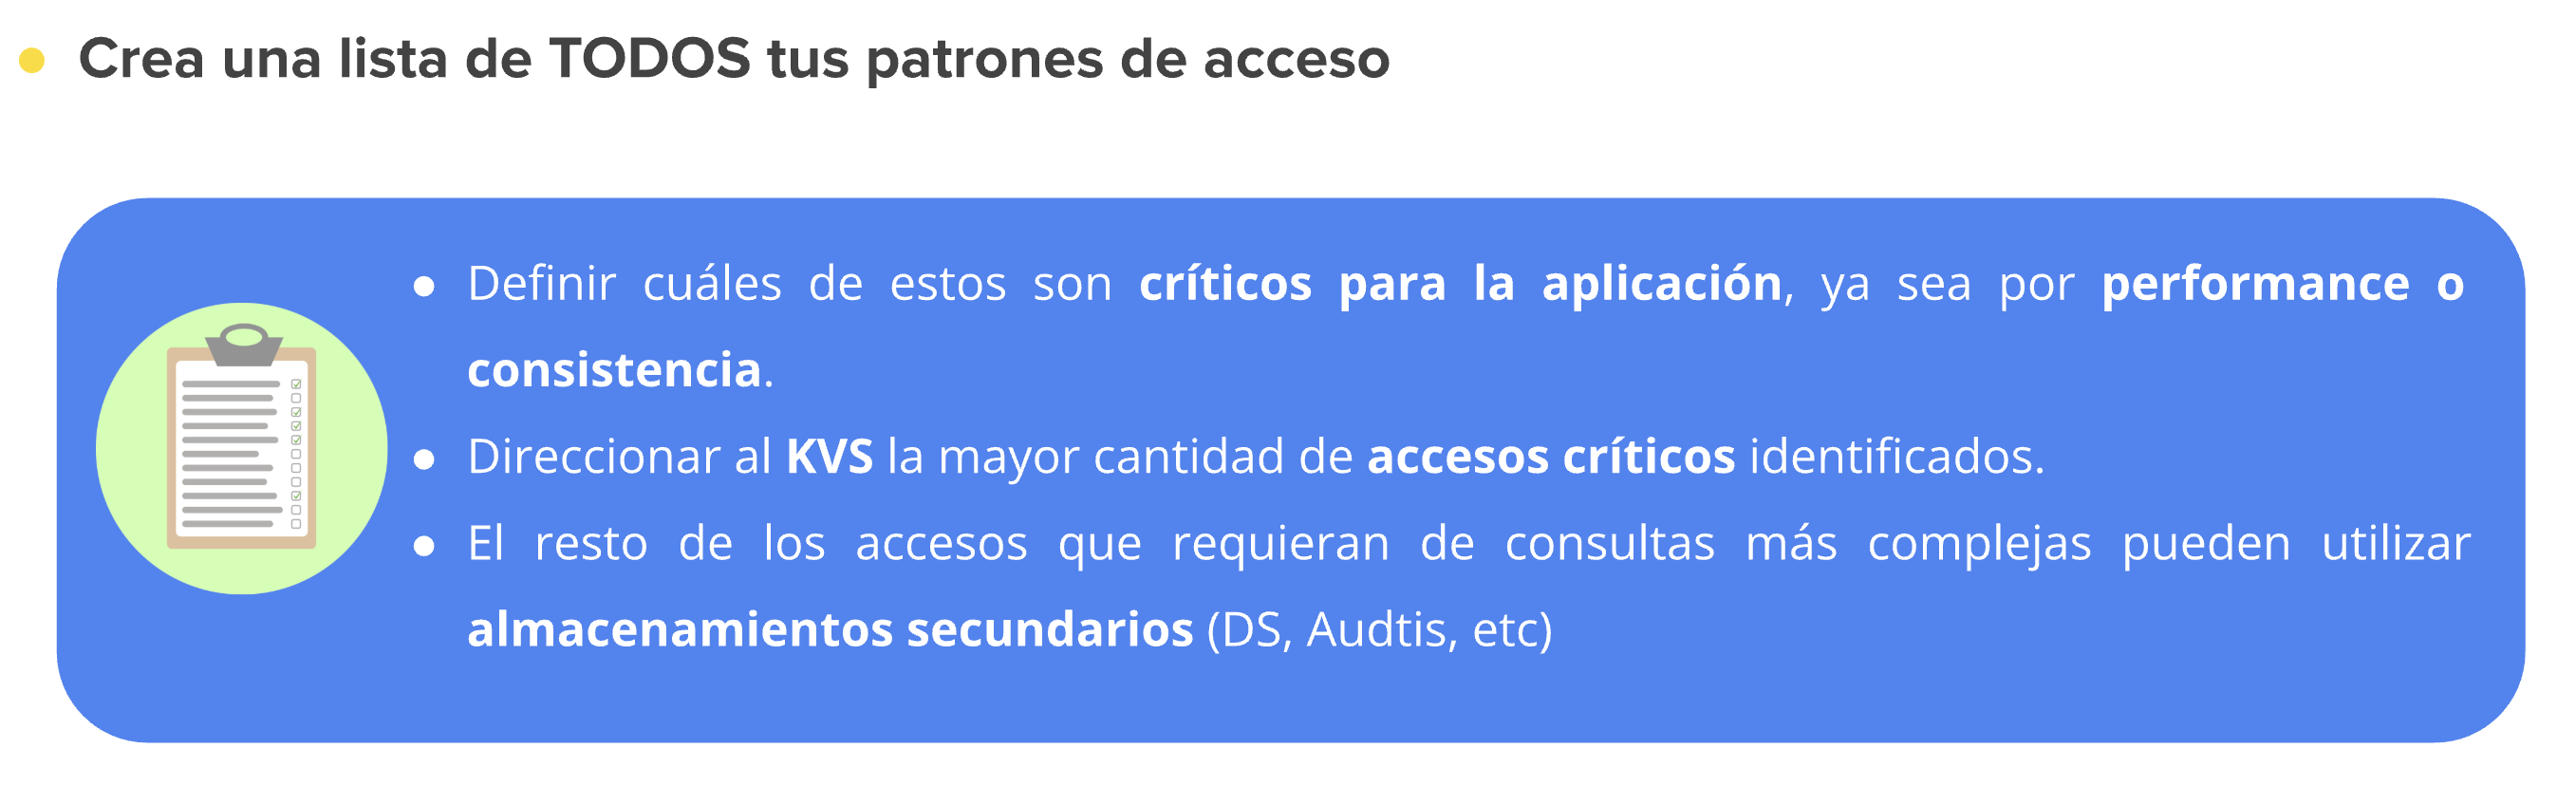 Crea una lista de TODOS tus patrones de acceso
Definir cuáles de estos son críticos para la aplicación, ya sea por performance o
consistencia.
Direccionar al KVS la mayor cantidad de accesos críticos identificados.
El resto de los accesos que requieran de consultas más complejas pueden utilizar
almacenamientos secundarios (DS, Audtis, etc)